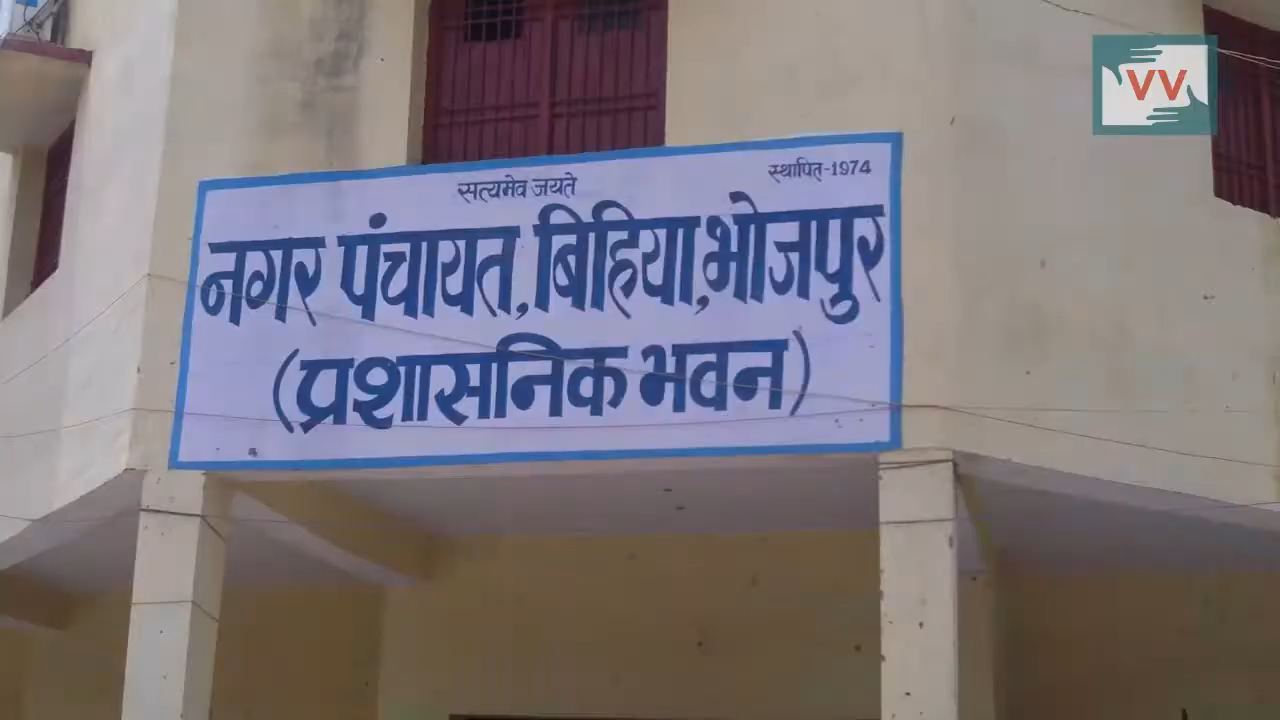 VV
सत्यमेव जयते
स्थापित-1974
नगर पंचायत, बिहिया, भोजपुर
(प्रशासनिक भवन)